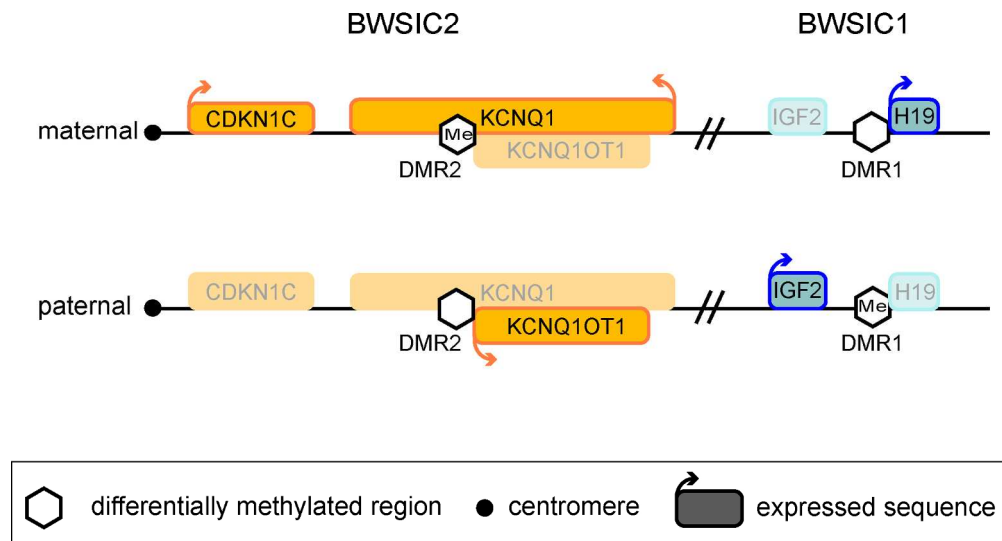 BWSIC2 BWSIC1
maternal CDKN1C KCNQ1 IGF2 H19
Me
KCNQ1OT1
DMR2 DMR1
paternal CDKN1C KCNQ1 IGF2 Me H19
KCNQ1OT1
DMR2 DMR1
differentially methylated region centromere expressed sequence